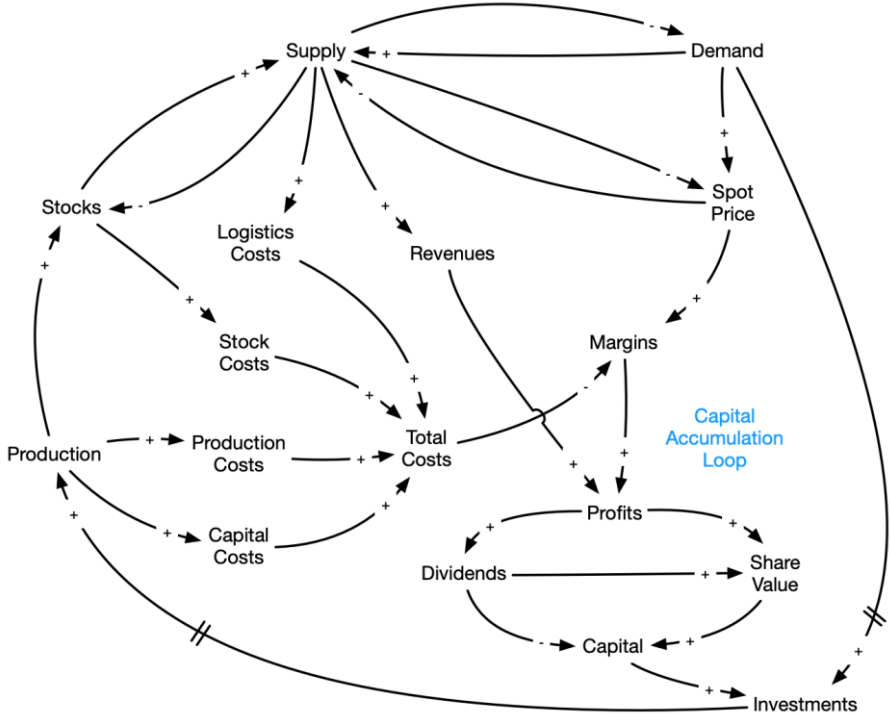 Supply
Demand
Stocks
Spot
Price
Logistics
Costs
Revenues
Stock
Costs
Margins
Capital
Accumulation
Loop
Production
Production
Costs
Total
Costs
Profits
Capital
Costs
Dividends
Share
Value
Capital
Investments
-
+
+
-
-
-
+
+
+
+
+
+
+
-
+
+
+
+
+
+
+
+
+
+
+
+
-
+
+
+